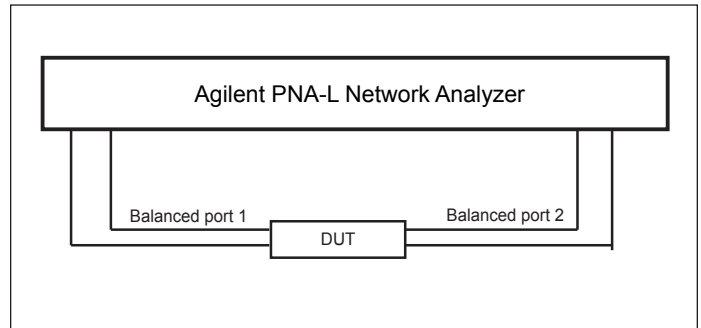 Agilent PNA-L Network Analyzer
Balanced port 1
Balanced port 2
DUT